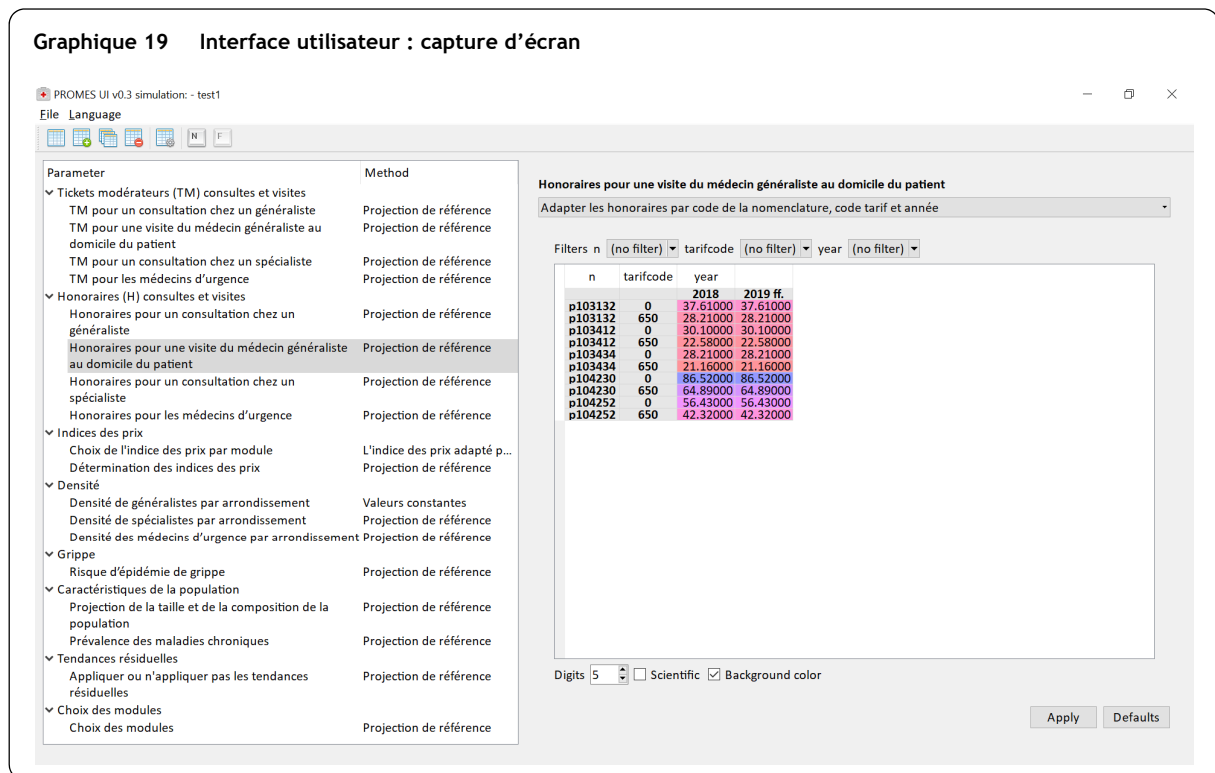 Graphique 19 Interface utilisateur : capture d’écran
PROMES UI v0.3 simulation: - test1
File Language
N F
Parameter Method
Tickets modérateurs (TM) consultes et visites
TM pour un consultation chez un généraliste Projection de référence
TM pour une visite du médecin généraliste au Projection de référence
domicile du patient
TM pour un consultation chez un spécialiste Projection de référence
TM pour les médecins d’urgence Projection de référence
Honoraires (H) consultes et visites
Honoraires pour un consultation chez un Projection de référence
généraliste
Honoraires pour une visite du médecin généraliste Projection de référence
au domicile du patient
Honoraires pour un consultation chez un Projection de référence
spécialiste
Honoraires pour les médecins d’urgence Projection de référence
Indices des prix
Choix de l'indice des prix par module L'indice des prix adapté p...
Détermination des indices des prix Projection de référence
Densité
Densité de généralistes par arrondissement Valeurs constantes
Densité de spécialistes par arrondissement Projection de référence
Densité des médecins d’urgence par arrondissement Projection de référence
Grippe
Risque d’épidémie de grippe Projection de référence
Caractéristiques de la population
Projection de la taille et de la composition de la Projection de référence
population
Prévalence des maladies chroniques Projection de référence
Tendances résiduelles
Appliquer ou n'appliquer pas les tendances Projection de référence
résiduelles
Choix des modules
Choix des modules Projection de référence
Honoraires pour une visite du médecin généraliste au domicile du patient
Adapter les honoraires par code de la nomenclature, code tarif et année
Filters n (no filter) tarifcode (no filter) year (no filter)
n tarifcode year
2018 2019 ff.
p103132 0 37.61000 37.61000
p103132 650 28.21000 28.21000
p103412 0 30.10000 30.10000
p103412 650 22.58000 22.58000
p103434 0 28.21000 28.21000
p103434 650 21.16000 21.16000
p104230 0 86.52000 86.52000
p104230 650 64.89000 64.89000
p104252 0 56.43000 56.43000
p104252 650 42.32000 42.32000
Digits 5 Scientific Background color
Apply Defaults